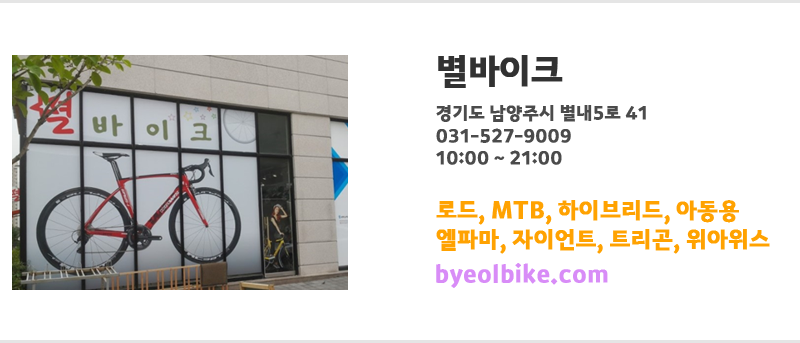 별바이크
별바이크
경기도 남양주시 별내5로 41
031-527-9009
10:00 ~ 21:00
로드, MTB, 하이브리드, 아동용
엘파마, 자이언트, 트리곤, 위아위스
byeolbike.com